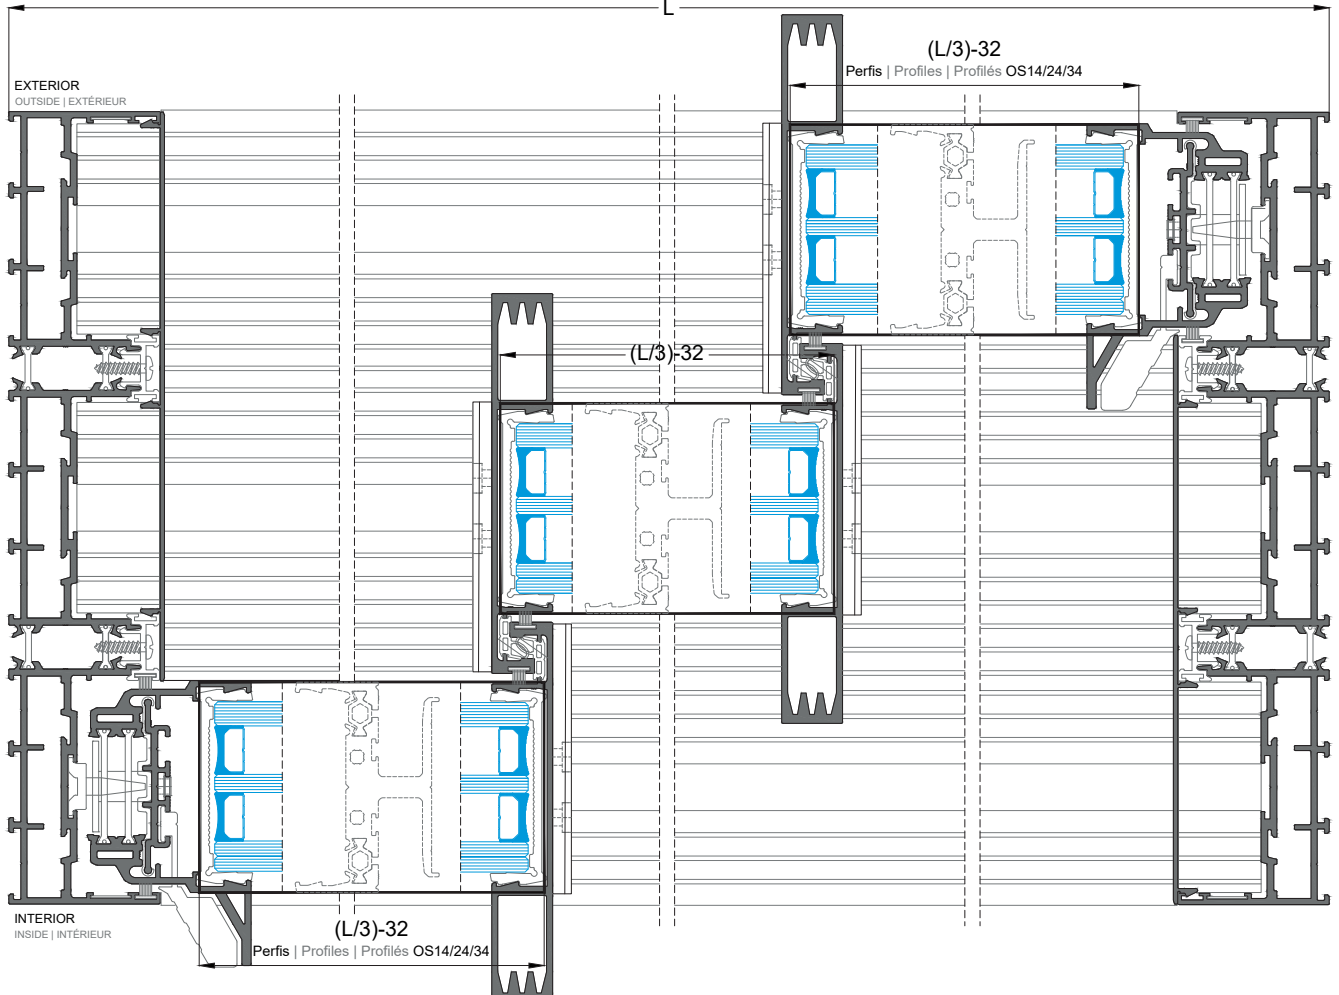 L
(L/3)-32
Perfis | Profiles | Profilés OS14/24/34
EXTERIOR
OUTSIDE | EXTÉRIEUR
(L/3)-32
INTERIOR
INSIDE | INTÉRIEUR
(L/3)-32
Perfis | Profiles | Profilés OS14/24/34